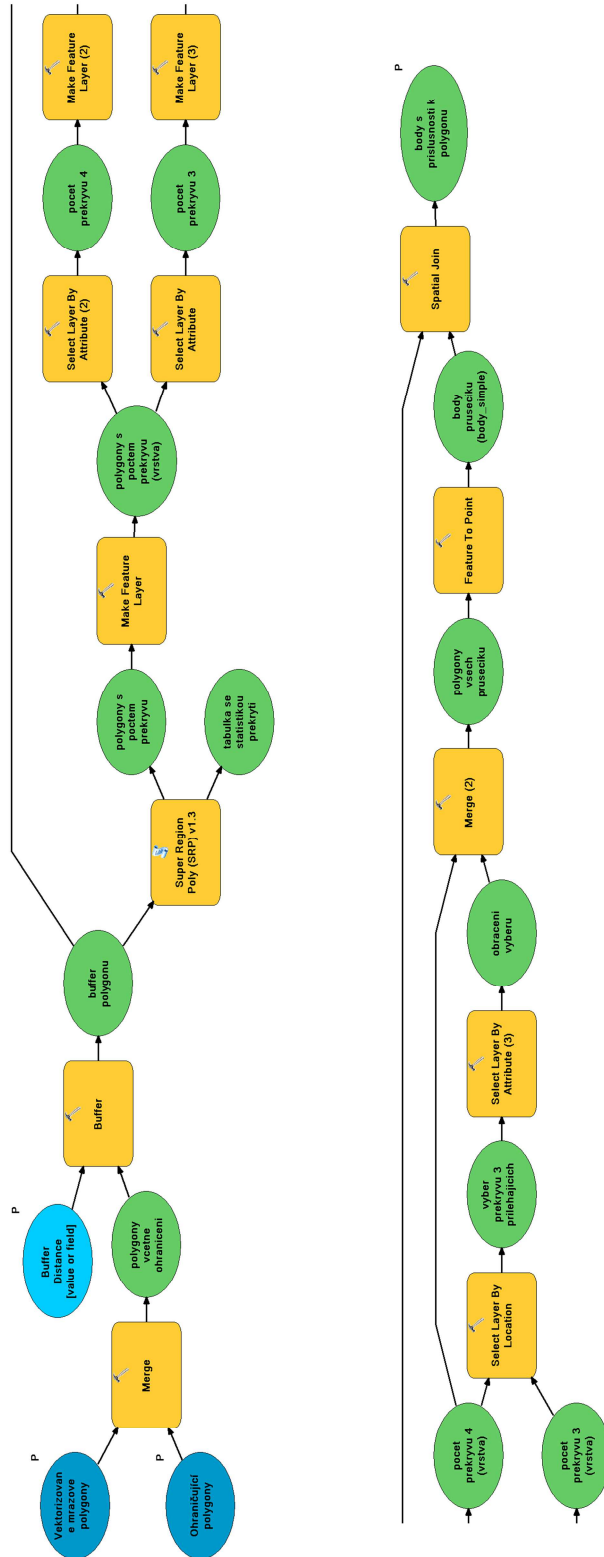 P
Vektorizovan
e mrazove
polygony
P
Ohraničující
polygony
Merge
polygony
vcetne
ohraniceni
P
Buffer
Distance
[value or field]
Buffer
buffer
polygonu
Super Region
Poly (SRP) v1.3
polygony s
poctem
prekryvu
tabulka se
statistikou
prekryti
Make Feature
Layer
polygony s
poctem
prekryvu
(vrstva)
Select Layer By
Attribute (2)
Select Layer By
Attribute
pocet
prekryvu 4
pocet
prekryvu 3
Make Feature
Layer (2)
Make Feature
Layer (3)
pocet
prekryvu 4
(vrstva)
pocet
prekryvu 3
(vrstva)
Select Layer By
Location
vyber
prekryvu 3
prilehajicich
Select Layer By
Attribute (3)
obraceni
vyberu
Merge (2)
polygony
vsech
pruseciku
Feature To Point
body
pruseciku
(body_simple)
Spatial Join
P
body s
prislusnosti k
polygonu